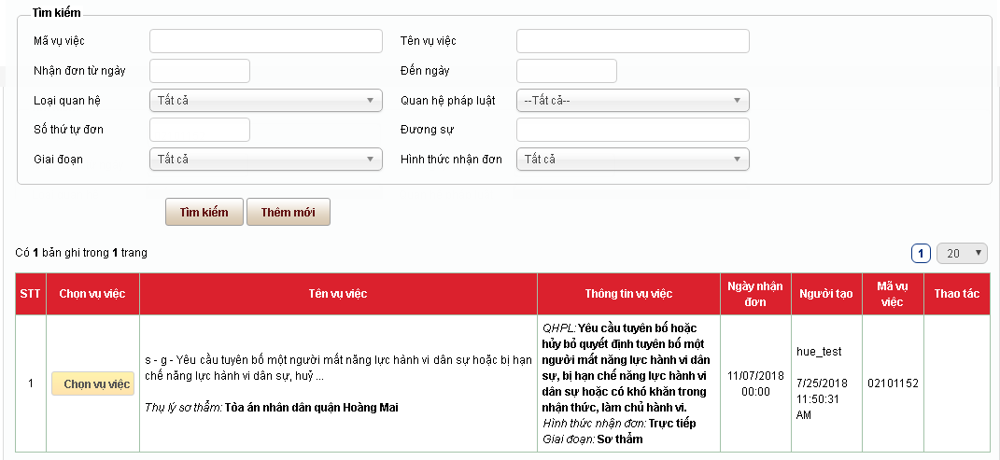 Tìm kiếm
Mã vụ việc
Tên vụ việc
Nhận đơn từ ngày
Đến ngày
Loại quan hệ
Tất cả
Quan hệ pháp luật
--Tất cả--
Số thứ tự đơn
Đương sự
Giai đoạn
Tất cả
Hình thức nhận đơn
Tất cả
Tìm kiếm
Thêm mới
Có 1 bản ghi trong 1 trang
1
20
STT
Chọn vụ việc
Tên vụ việc
Thông tin vụ việc
Ngày nhận
đơn
Người tạo
Mã vụ
việc
Thao tác
1
Chọn vụ việc
s - g - Yêu cầu tuyên bố một người mất năng lực hành vi dân sự hoặc bị hạn
chế năng lực hành vi dân sự, huỷ ...
Thụ lý sơ thẩm: Tòa án nhân dân quận Hoàng Mai
QHPL: Yêu cầu tuyên bố hoặc
hủy bỏ quyết định tuyên bố một
người mất năng lực hành vi dân
sự, bị hạn chế năng lực hành vi
dân sự hoặc có khó khăn trong
nhận thức, làm chủ hành vi.
Hình thức nhận đơn: Trực tiếp
Giai đoạn: Sơ thẩm
11/07/2018
00:00
hue_test
7/25/2018
11:50:31
AM
02101152